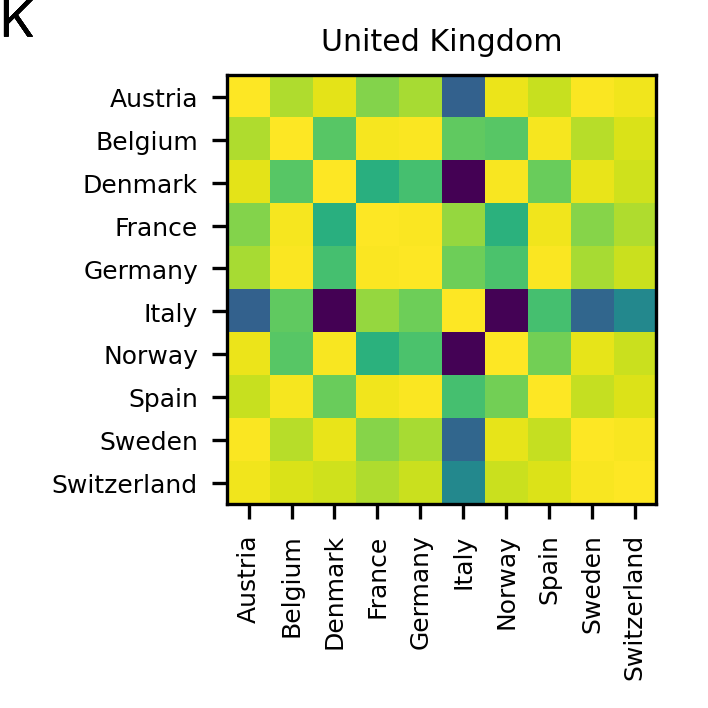 K
United Kingdom
Austria
Belgium
Denmark
France
Germany
Italy
Norway
Spain
Sweden
Switzerland
Austria
Belgium
Denmark
France
Germany
Italy
Norway
Spain
Sweden
Switzerland